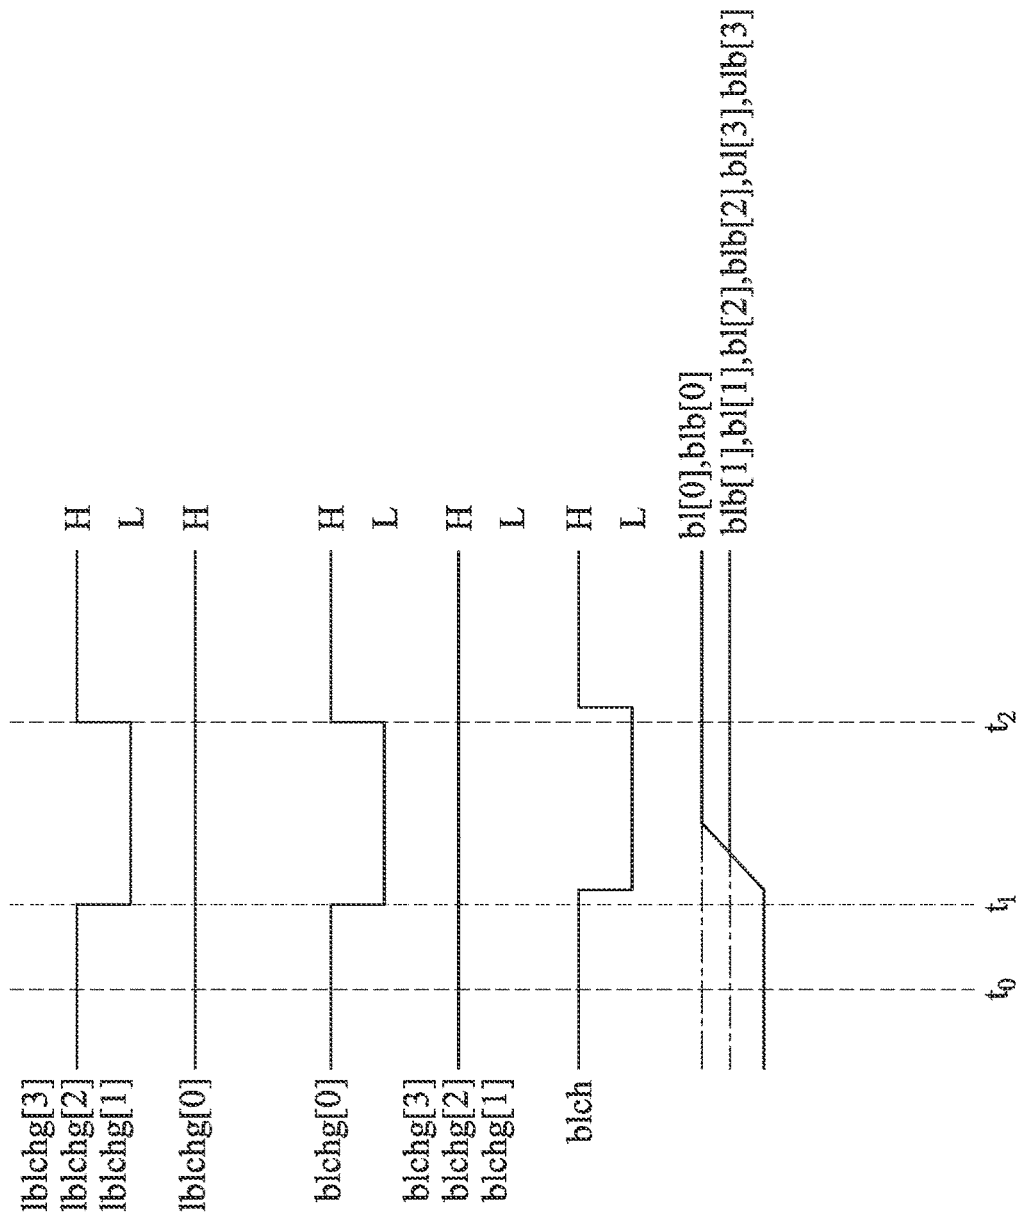 lblchg[3]
lblchg[2]
lblchg[1]
H
L
lblchg[0]
H
blchg[0]
H
L
blchg[3]
blchg[2]
blchg[1]
H
L
blch
H
L
bl[0],blb[0]
blb[1],bl[1],bl[2],blb[2],bl[3],blb[3]
t0
t1
t2